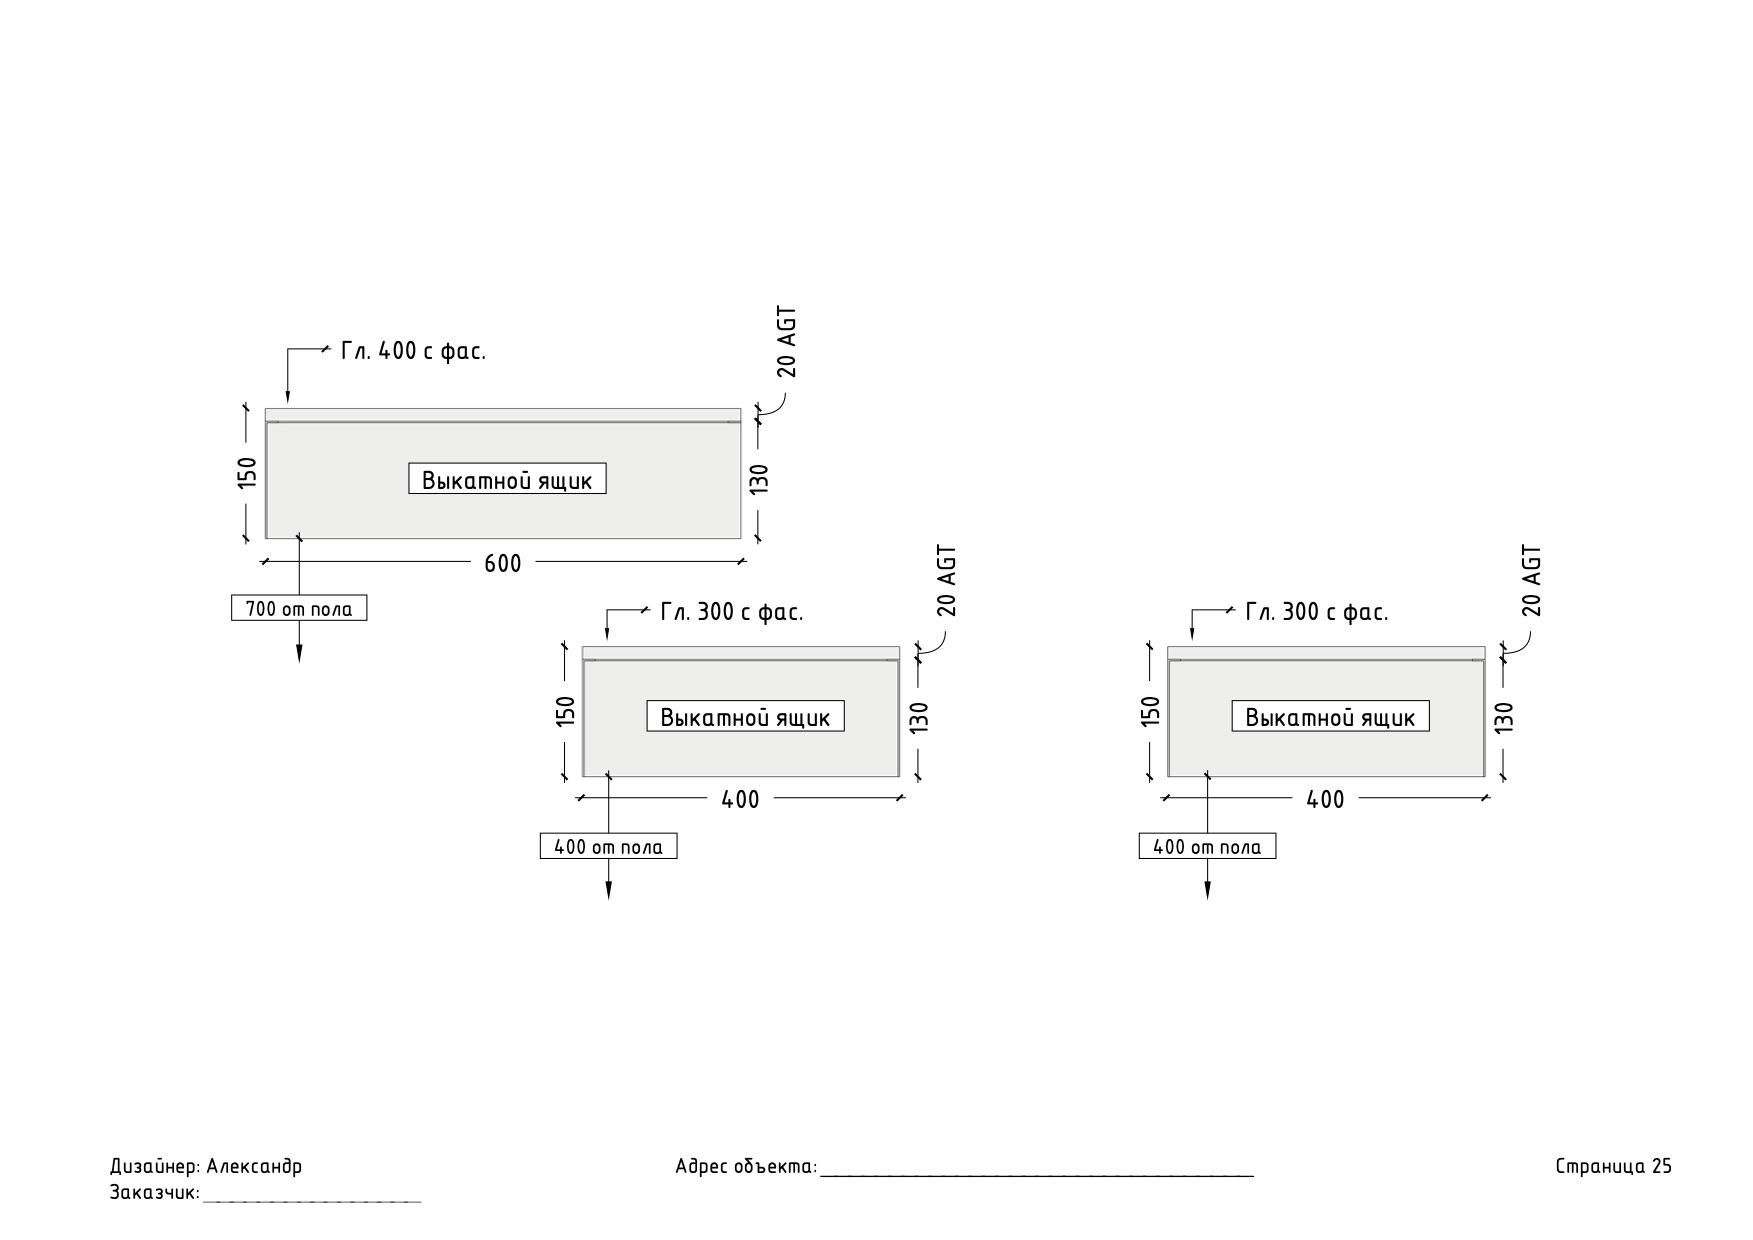 20 AGT
Гл. 400 с фас.
150
Выкатной ящик
130
600
700 от пола
20 AGT
Гл. 300 с фас.
150
Выкатной ящик
130
400
400 от пола
20 AGT
Гл. 300 с фас.
150
Выкатной ящик
130
400
400 от пола
Дизайнер: Александр
Заказчик:
Адрес объекта:
Страница 25